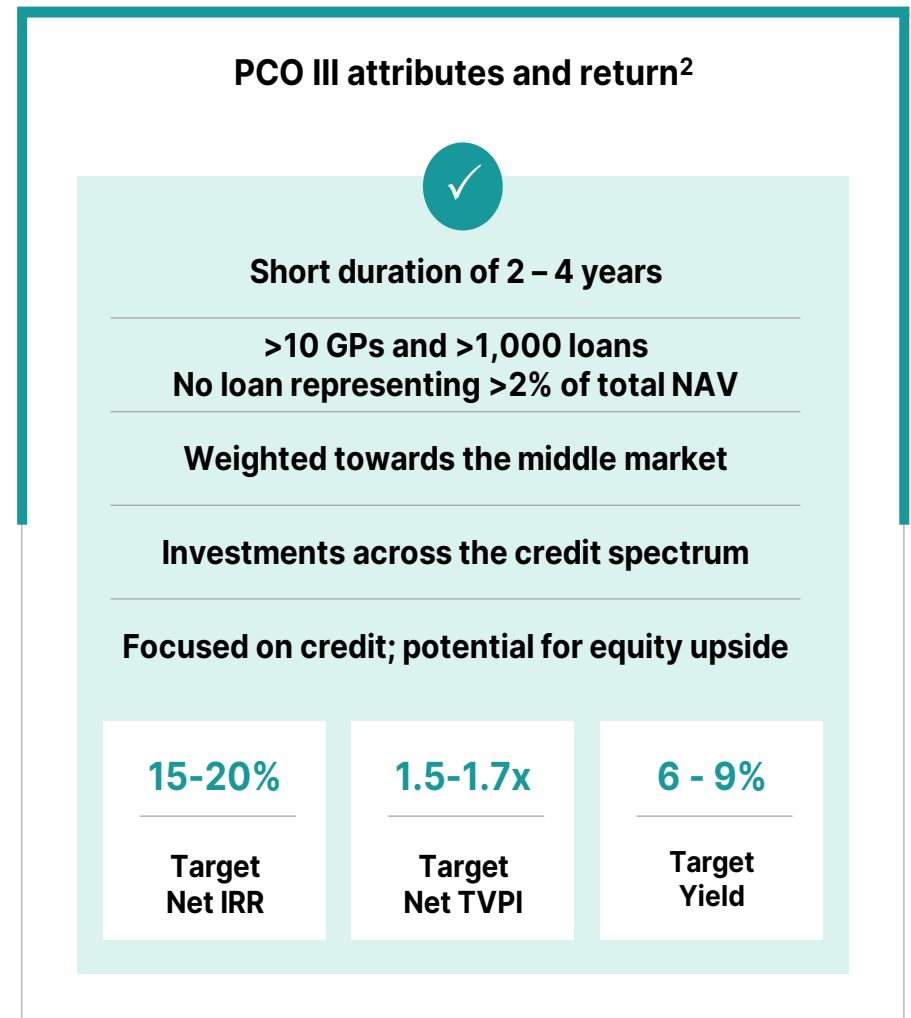 PCO III attributes and return²
✓
Short duration of 2 – 4 years
>10 GPs and >1,000 loans
No loan representing >2% of total NAV
Weighted towards the middle market
Investments across the credit spectrum
Focused on credit; potential for equity upside
15-20%
Target
Net IRR
1.5-1.7x
Target
Net TVPI
6 - 9%
Target
Yield